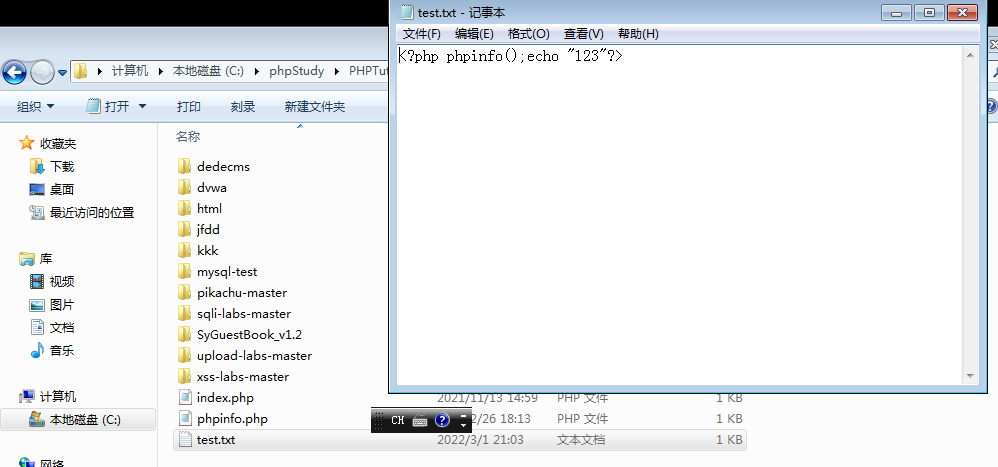 test.txt - 记事本
文件(F) 编辑(E) 格式(O) 查看(V) 帮助(H)
<?php phpinfo();echo "123"?>
计算机 本地磁盘 (C:) phpStudy PHPTut
组织 打开 打印 刻录 新建文件夹
收藏夹
下载
桌面
最近访问的位置
库
视频
图片
文档
音乐
计算机
本地磁盘 (C:)
网络
名称
dedecms
dvwa
html
jfdd
kkk
mysql-test
pikachu-master
sqli-labs-master
SyGuestBook_v1.2
upload-labs-master
xss-labs-master
index.php 2021/11/13 14:59 PHP 文件 1 KB
phpinfo.php 2/26 18:13 PHP 文件 1 KB
CH
test.txt 2022/3/1 21:03 文本文档 1 KB